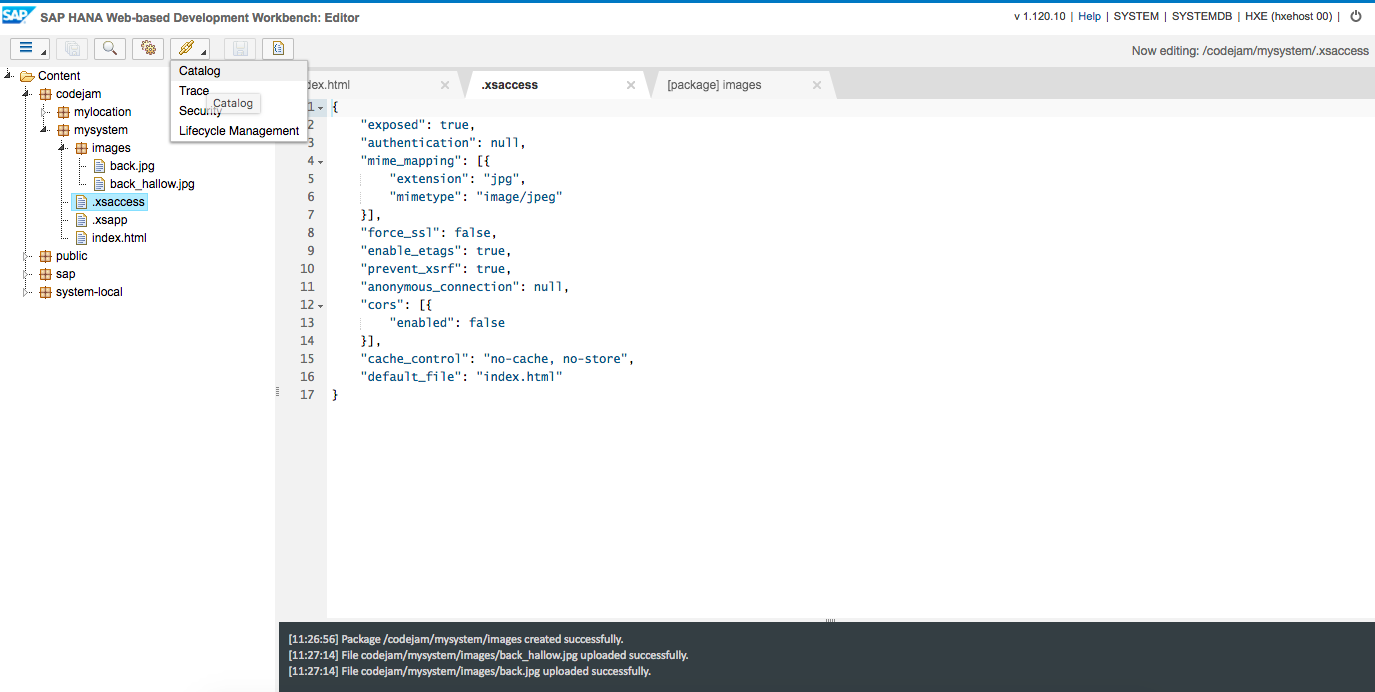 SAP SAP HANA Web-based Development Workbench: Editor
v 1.120.10 | Help | SYSTEM | SYSTEMDB | HXE (hxehost 00) |
Now editing: /codejam/mysystem/.xsaccess
Catalog
Trace
Catalog
Security
Lifecycle Management
Content
codejam
mylocation
mysystem
images
back.jpg
back_hallow.jpg
.xsaccess
.xsapp
index.html
public
sap
system-local
dex.html
.xsaccess
[package] images
1 {
2 "exposed": true,
3 "authentication": null,
4 "mime_mapping": [{
5 "extension": "jpg",
6 "mimetype": "image/jpeg"
7 }],
8 "force_ssl": false,
9 "enable_etags": true,
10 "prevent_xsrf": true,
11 "anonymous_connection": null,
12 "cors": [{
13 "enabled": false
14 }],
15 "cache_control": "no-cache, no-store",
16 "default_file": "index.html"
17 }
[11:26:56] Package /codejam/mysystem/images created successfully.
[11:27:14] File codejam/mysystem/images/back_hallow.jpg uploaded successfully.
[11:27:14] File codejam/mysystem/images/back.jpg uploaded successfully.